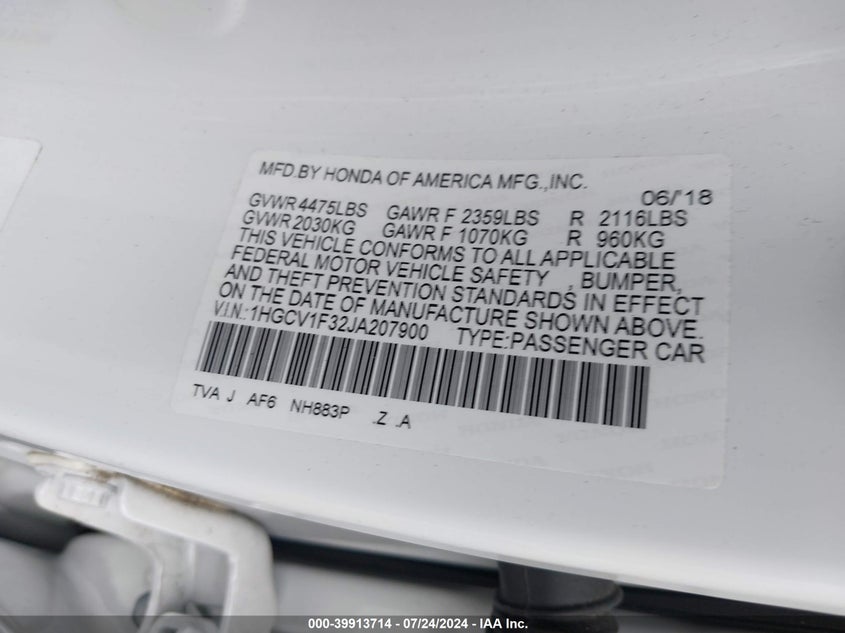 MFD.BY HONDA OF AMERICA MFG.,INC. 06/'18
GVWR 4475LBS GAWR F 2359LBS R 2116LBS
GVWR 2030KG GAWR F 1070KG R 960KG
THIS VEHICLE CONFORMS TO ALL APPLICABLE
FEDERAL MOTOR VEHICLE SAFETY , BUMPER,
AND THEFT PREVENTION STANDARDS IN EFFECT
ON THE DATE OF MANUFACTURE SHOWN ABOVE.
V.I.N.:1HGCV1F32JA207900 TYPE:PASSENGER CAR
TVA J AF6 NH883P .Z .A
000-39913714 / 07/24/2024 - IAA Inc.